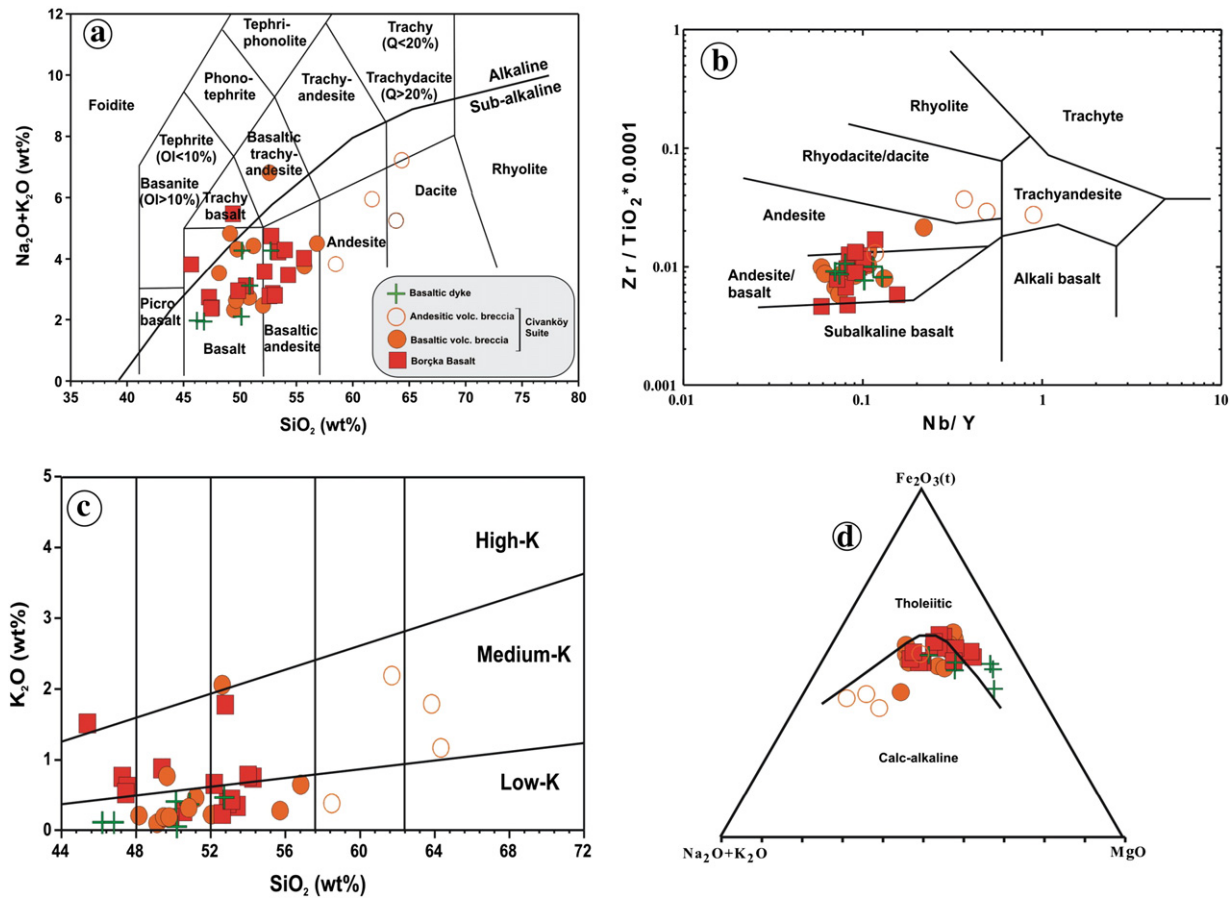 a
12
10
8
6
4
2
0
Na2O+K2O (wt%)
35 40 45 50 55 60 65 70 75 80
SiO2 (wt%)
Foidite
Tephri-
phonolite
Phono-
tephrite
Tephrite
(Ol<10%)
Basanite
(Ol>10%)
Trachy
basalt
Basaltic
trachy-
andesite
Trachy-
andesite
Trachy
(Q<20%)
Trachydacite
(Q>20%)
Alkaline
Sub-alkaline
Rhyolite
Dacite
Andesite
Basaltic
andesite
Basalt
Picro
basalt
Basaltic dyke
Andesitic volc. breccia
Basaltic volc. breccia
Civanköy
Suite
Borçka Basalt
b
1
0.1
0.01
0.001
Zr / TiO2 * 0.0001
0.01 0.1 1 10
Nb/ Y
Rhyolite
Trachyte
Rhyodacite/dacite
Trachyandesite
Andesite
Andesite/
basalt
Alkali basalt
Subalkaline basalt
c
5
4
3
2
1
0
K2O (wt%)
44 48 52 56 60 64 68 72
SiO2 (wt%)
High-K
Medium-K
Low-K
d
Fe2O3(t)
Tholeiitic
Calc-alkaline
Na2O+K2O
MgO